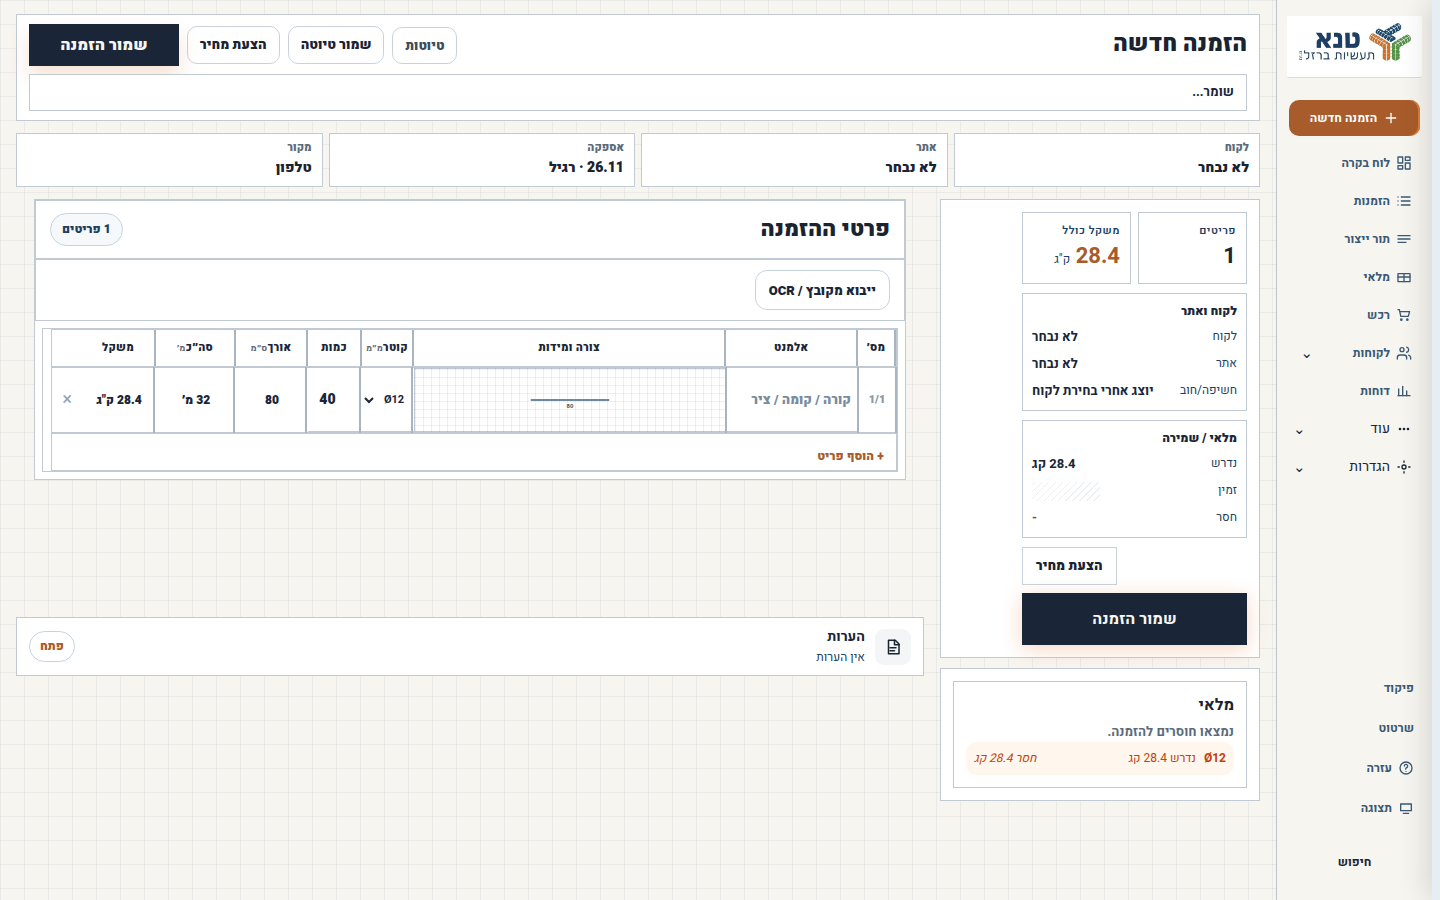 טנא
תעשיות ברזל
הזמנה חדשה
לוח בקרה
הזמנות
תור ייצור
מלאי
רכש
לקוחות
דוחות
עוד
הגדרות
פיקוד
שרטוט
עזרה
תצוגה
חיפוש
הזמנה חדשה
טיוטות
שמור טיוטה
הצעת מחיר
שמור הזמנה
שומר...
לקוח
לא נבחר
אתר
לא נבחר
אספקה
26.11 · רגיל
מקור
טלפון
פריטים
1
משקל כולל
28.4 ק"ג
לקוח ואתר
לקוח לא נבחר
אתר לא נבחר
חשיפה/חוב יוצג אחרי בחירת לקוח
מלאי / שמירה
נדרש 28.4 קג
זמין
חסר -
הצעת מחיר
שמור הזמנה
מלאי
נמצאו חוסרים להזמנה.
Ø12 נדרש 28.4 קג חסר 28.4 קג
פרטי ההזמנה
1 פריטים
ייבוא מקובץ / OCR
מס׳ אלמנט צורה ומידות קוטרמ״מ כמות אורךס״מ סה״כמ׳ משקל
1/1 קורה / קומה / ציר 80 Ø12 40 80 32 מ׳ 28.4 ק"ג ×
+ הוסף פריט
הערות
אין הערות
פתח